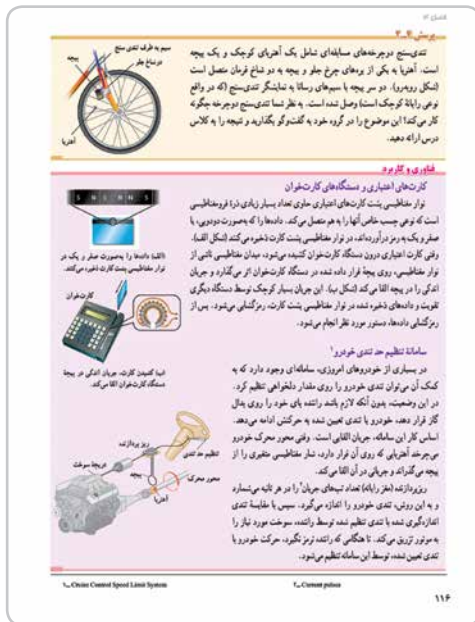 پرسش ۴-۲
تندی‌سنج دوچرخه‌های مسابقه‌ای شامل یک آهنربای کوچک و یک پیچه
است. آهنربا به یکی از پره‌های چرخ جلو و پیچه به دو شاخ فرمان متصل است
(شکل روبه‌رو). دو سر پیچه با سیم‌های رسانا به نمایشگر تندی‌سنج (که در واقع
نوعی رایانهٔ کوچک است) وصل شده است. به نظر شما تندی‌سنج دوچرخه چگونه
کار می‌کند؟ این موضوع را در گروه خود به گفت‌وگو بگذارید و نتیجه را به کلاس
درس ارائه دهید.
سیم به طرف تندی سنج
پیچه
دوشاخ جلو
آهنربا
فناوری و کاربرد
کارت‌های اعتباری و دستگاه‌های کارت‌خوان
نوار مغناطیسی پشت کارت‌های اعتباری حاوی تعداد بسیار زیادی ذرهٔ فرومغناطیسی
است که نوعی چسب خاص آنها را به هم متصل می‌کند. داده‌ها را که به‌صورت دودویی، یا
صفر و یک به رمز درآورده‌اند، در نوار مغناطیسی پشت کارت ذخیره می‌کنند (شکل الف).
وقتی کارت اعتباری درون دستگاه کارت‌خوان کشیده می‌شود، میدان مغناطیسی ناشی از
نوار مغناطیسی، روی پیچهٔ قرار داده شده در دستگاه کارت‌خوان اثر می‌گذارد و جریان
اندکی را در پیچه القا می‌کند (شکل ب). این جریان بسیار کوچک توسط دستگاه دیگری
تقویت و داده‌های ذخیره شده در نوار مغناطیسی پشت کارت، رمزگشایی می‌شود. پس از
رمزگشایی داده‌ها، دستور مورد نظر انجام می‌شود.
(الف) داده‌ها را به‌صورت صفر و یک در
نوار مغناطیسی پشت کارت ذخیره می‌کنند.
کارت‌خوان
(ب) کشیدن کارت، جریان اندکی در پیچهٔ
دستگاه کارت‌خوان القا می‌کند.
سامانهٔ تنظیم حد تندی خودرو۱
در بسیاری از خودروهای امروزی، سامانه‌ای وجود دارد که به
کمک آن می‌توان تندی خودرو را روی مقدار دلخواهی تنظیم کرد.
در این وضعیت، بدون آنکه لازم باشد راننده پای خود را روی پدال
گاز قرار دهد، خودرو با تندی تعیین شده به حرکتش ادامه می‌دهد.
اساس کار این سامانه، جریان القایی است. وقتی محور محرک خودرو
می‌چرخد آهنربایی که روی آن قرار دارد، شار مغناطیسی متغیری را از
پیچه می‌گذراند و جریانی در آن القا می‌کند.
ریزپردازنده (مغز رایانه) تعداد تپ‌های جریان۲ را در هر ثانیه می‌شمارد
و به این روش، تندی خودرو را اندازه می‌گیرد. سپس با مقایسهٔ تندی
اندازه‌گیری شده با تندی تنظیم شده توسط راننده، سوخت مورد نیاز را
به موتور تزریق می‌کند. تا هنگامی که راننده ترمز نگیرد، حرکت خودرو با
تندی تعیین شده، توسط این سامانه تنظیم می‌شود.
ریز پردازنده
تنظیم حد تندی
دریچهٔ سوخت
پیچه
محور محرک
آهنربا
۱ــ Cruise Control Speed Limit System
۲ــ Current pulses
۱۱۶